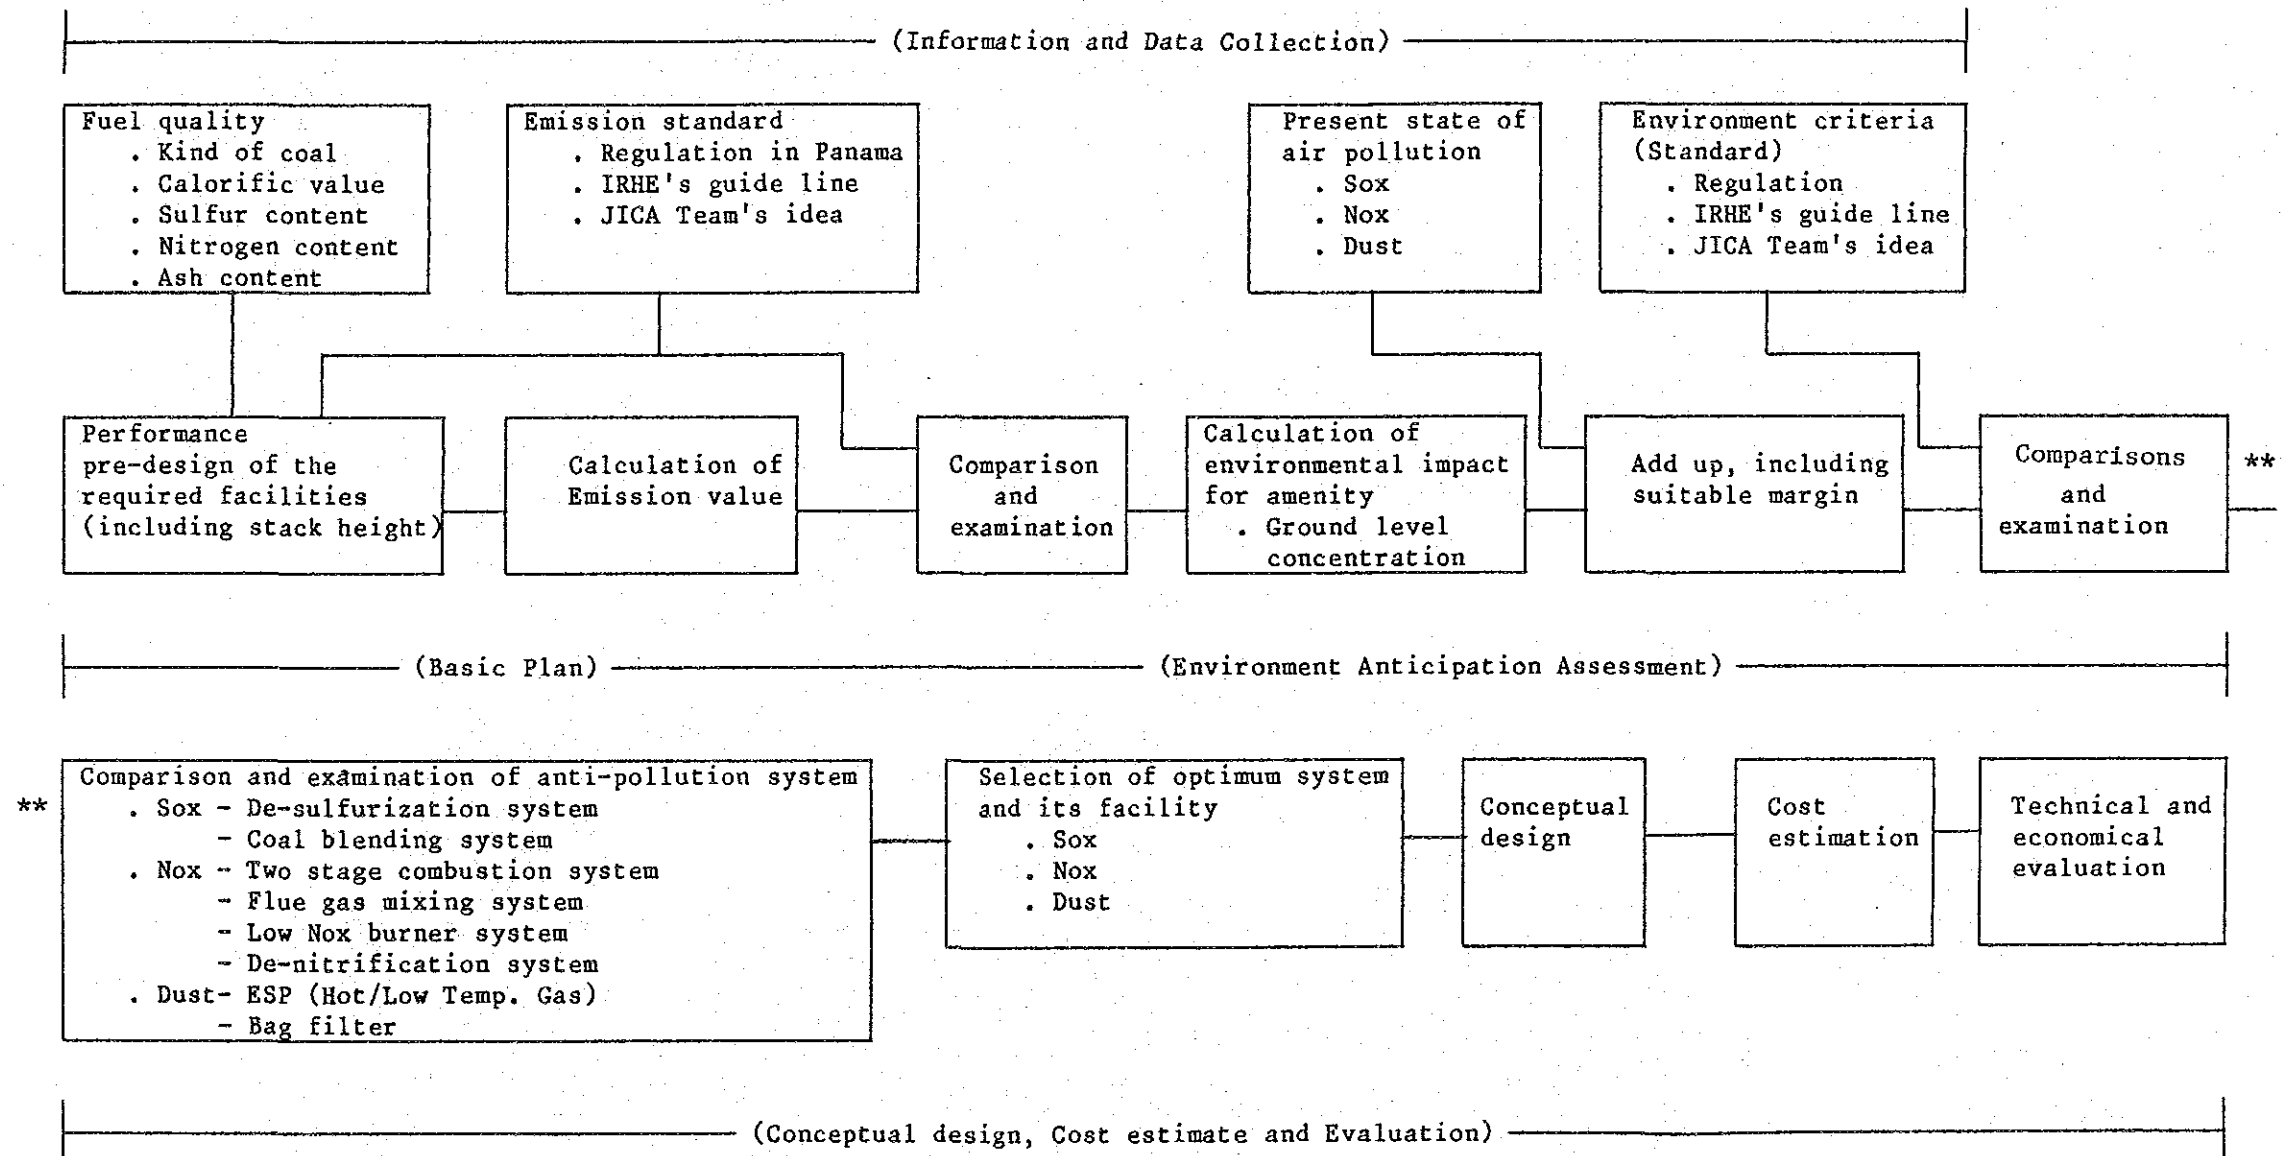 (Information and Data Collection)
Fuel quality
. Kind of coal
. Calorific value
. Sulfur content
. Nitrogen content
. Ash content
Emission standard
. Regulation in Panama
. IRHE's guide line
. JICA Team's idea
Present state of
air pollution
. Sox
. Nox
. Dust
Environment criteria
(Standard)
. Regulation
. IRHE's guide line
. JICA Team's idea
Performance
pre-design of the
required facilities
(including stack height)
Calculation of
Emission value
Comparison
and
examination
Calculation of
environmental impact
for amenity
. Ground level
concentration
Add up, including
suitable margin
Comparisons
and
examination
**
(Basic Plan)
(Environment Anticipation Assessment)
**
Comparison and examination of anti-pollution system
. Sox - De-sulfurization system
- Coal blending system
. Nox - Two stage combustion system
- Flue gas mixing system
- Low Nox burner system
- De-nitrification system
. Dust- ESP (Hot/Low Temp. Gas)
- Bag filter
Selection of optimum system
and its facility
. Sox
. Nox
. Dust
Conceptual
design
Cost
estimation
Technical and
economical
evaluation
(Conceptual design, Cost estimate and Evaluation)